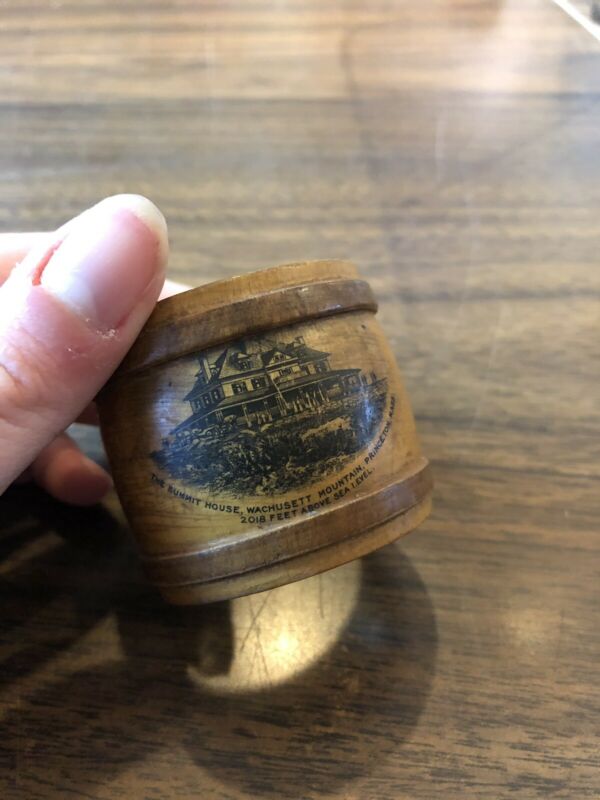 THE SUMMIT HOUSE, WACHUSETT MOUNTAIN, PRINCETON, MASS.
2018 FEET ABOVE SEA LEVEL.